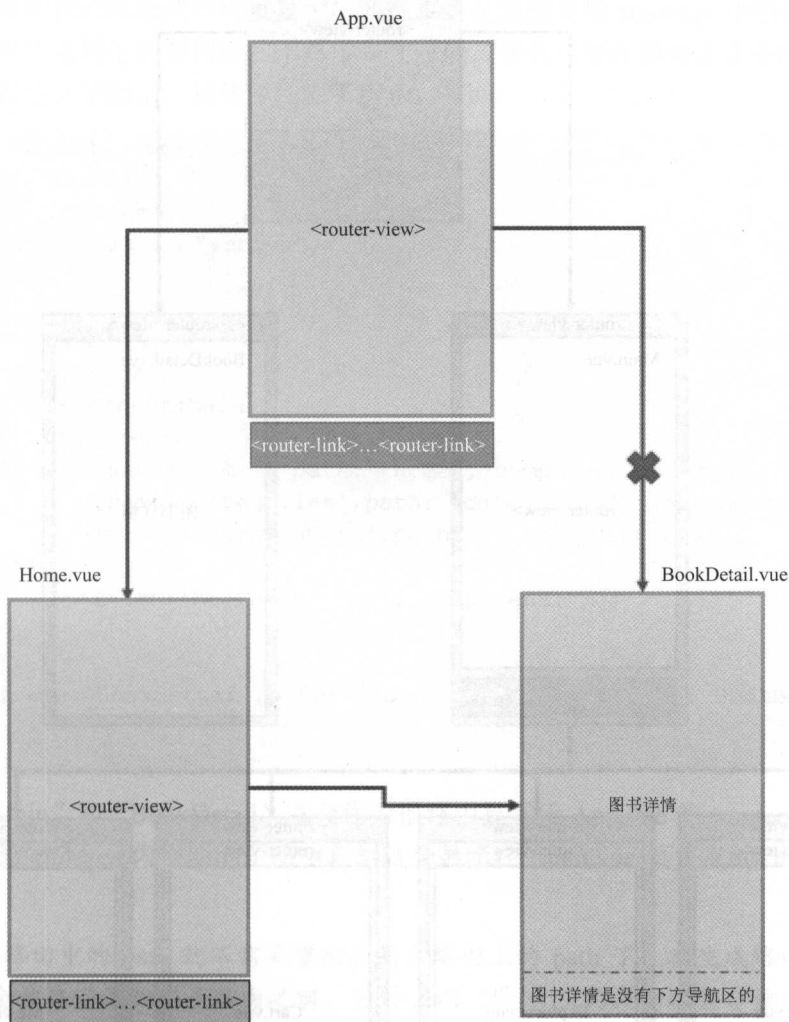 App.vue
<router-view>
<router-link>…<router-link>
Home.vue
BookDetail.vue
<router-view>
图书详情
<router-link>…<router-link>
图书详情是没有下方导航区的